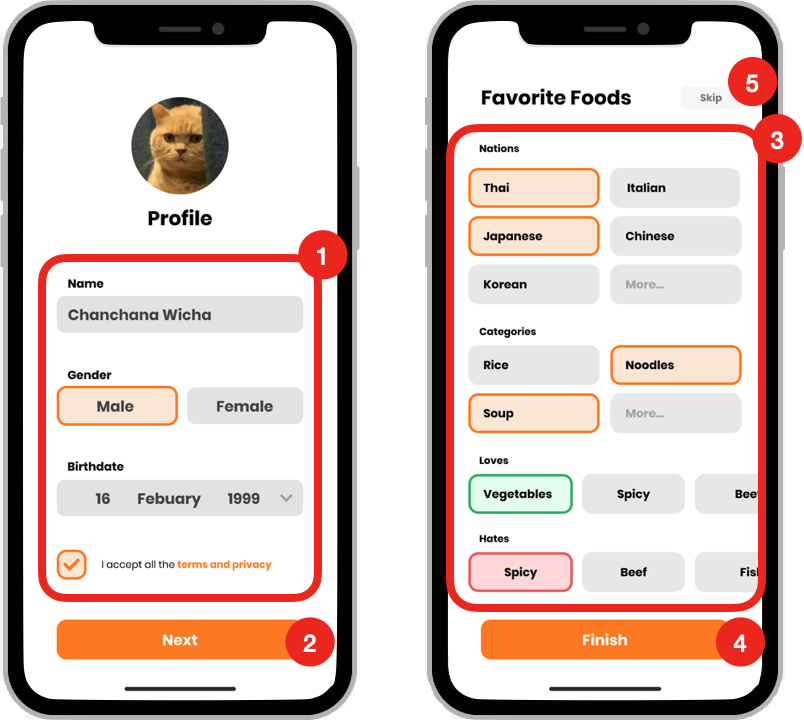 Profile
1
Name
Chanchana Wicha
Gender
Male Female
Birthdate
16 Febuary 1999
I accept all the terms and privacy
Next
2
5
Favorite Foods Skip
3
Nations
Thai Italian
Japanese Chinese
Korean More...
Categories
Rice Noodles
Soup More...
Loves
Vegetables Spicy Bee
Hates
Spicy Beef Fis
Finish
4